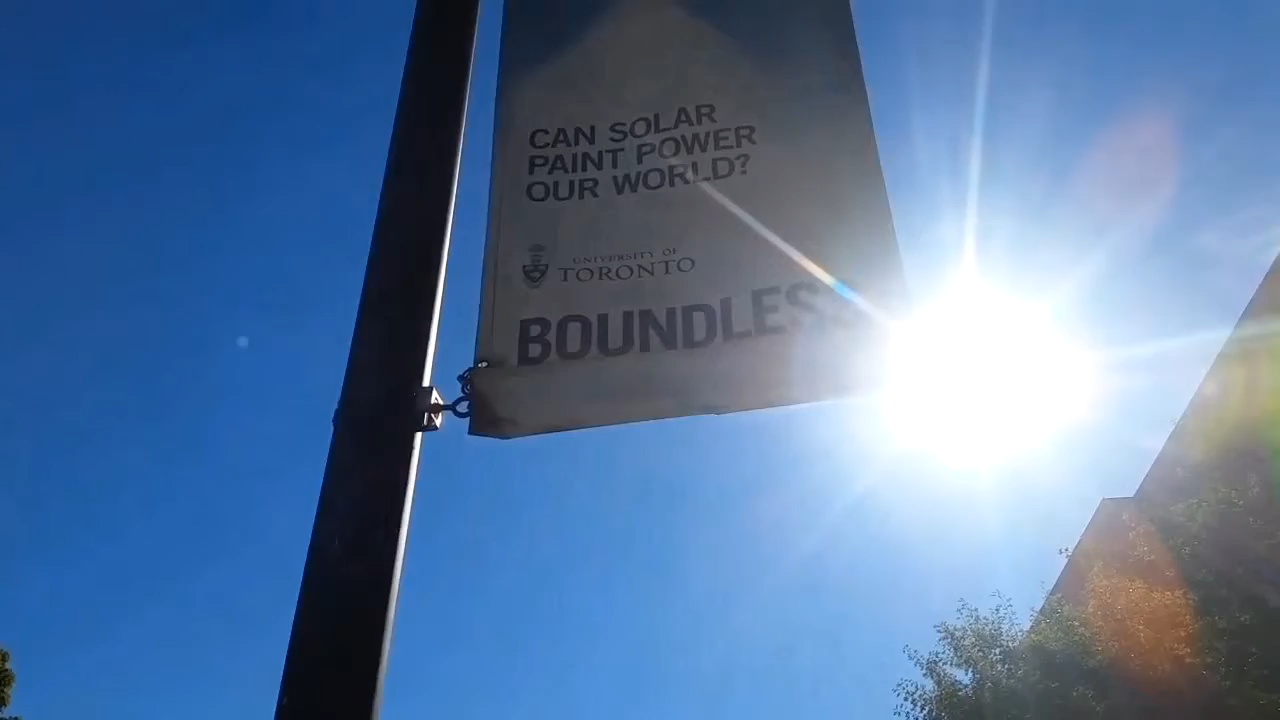 CAN SOLAR
PAINT POWER
OUR WORLD?
UNIVERSITY OF
TORONTO
BOUNDLESS